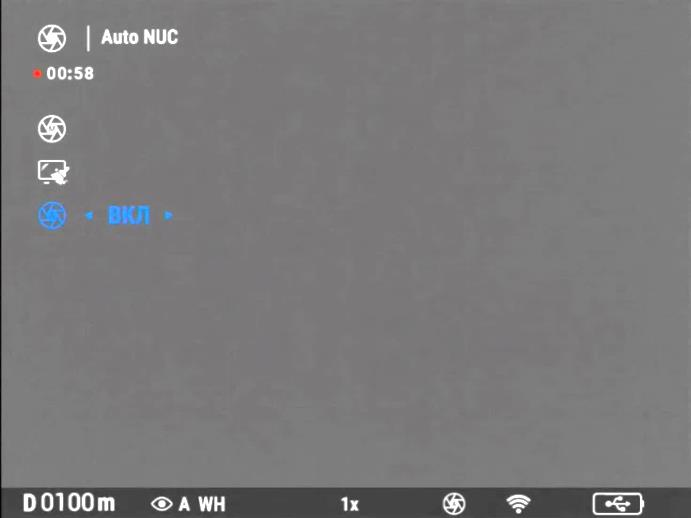 Auto NUC
00:58
ВКЛ
D0100m A WH 1x